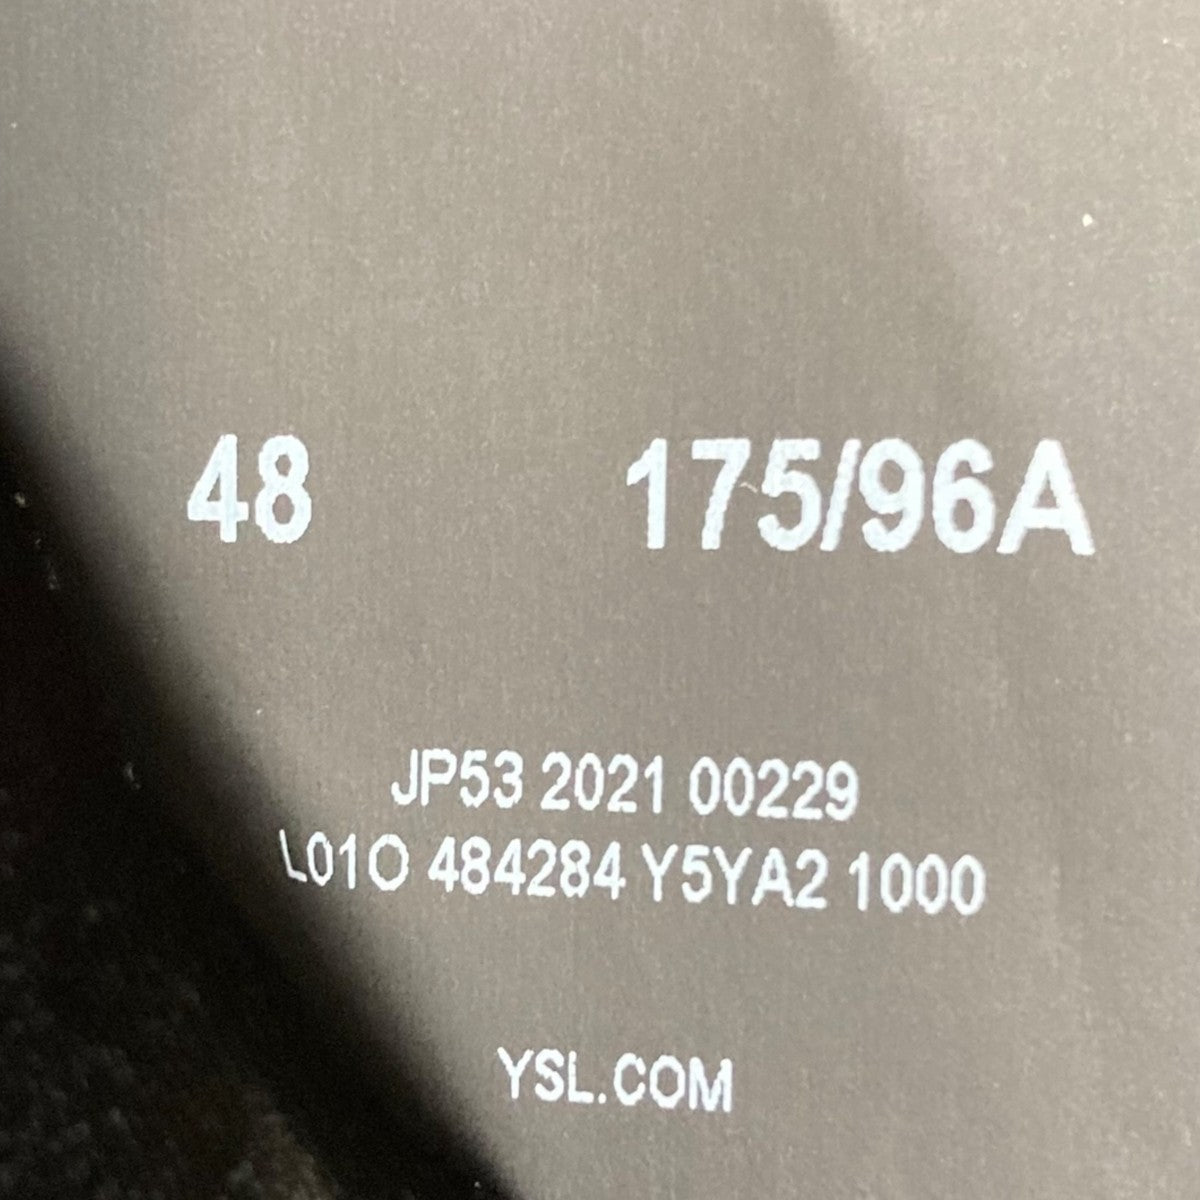 48 175/96A
JP53 2021 00229
L01O 484284 Y5YA2 1000
YSL.COM